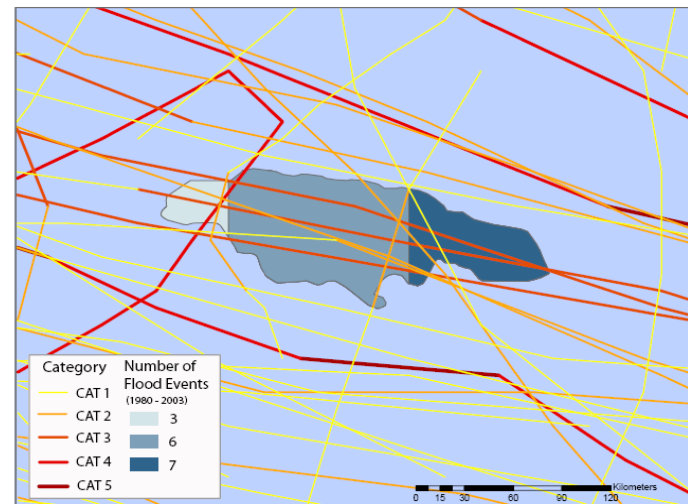 Category
CAT 1
CAT 2
CAT 3
CAT 4
CAT 5
Number of
Flood Events
(1980 - 2003)
3
6
7
Kilometers
0 15 30 60 90 120